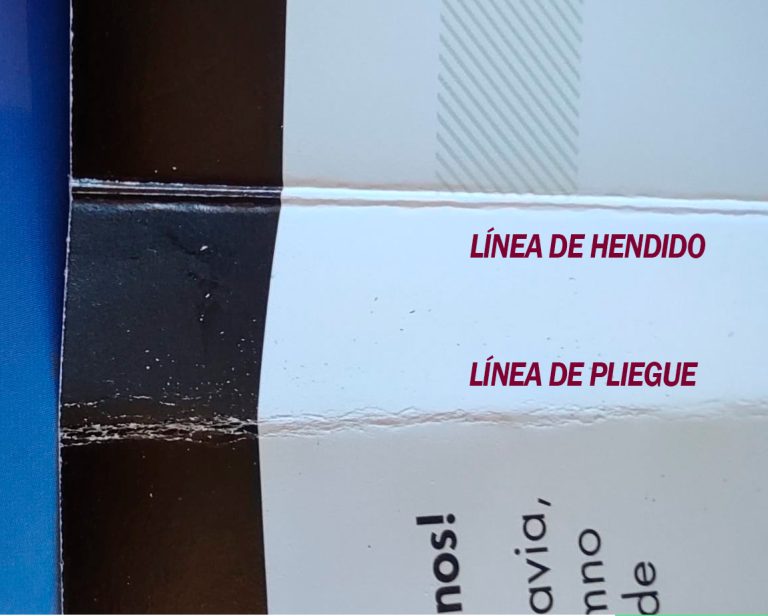 LÍNEA DE HENDIDO
LÍNEA DE PLIEGUE
nos!
avia,
mno
de